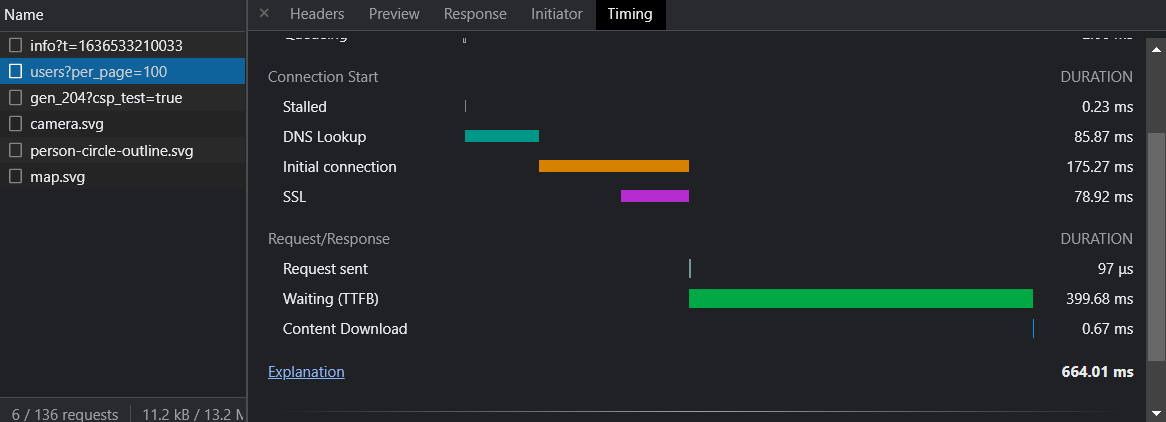 Name
× Headers Preview Response Initiator Timing
info?t=1636533210033
users?per_page=100
gen_204?csp_test=true
camera.svg
person-circle-outline.svg
map.svg
6 / 136 requests 11.2 kB / 13.2 M
Queueing
Connection Start DURATION
Stalled 0.23 ms
DNS Lookup 85.87 ms
Initial connection 175.27 ms
SSL 78.92 ms
Request/Response DURATION
Request sent 97 µs
Waiting (TTFB) 399.68 ms
Content Download 0.67 ms
Explanation 664.01 ms